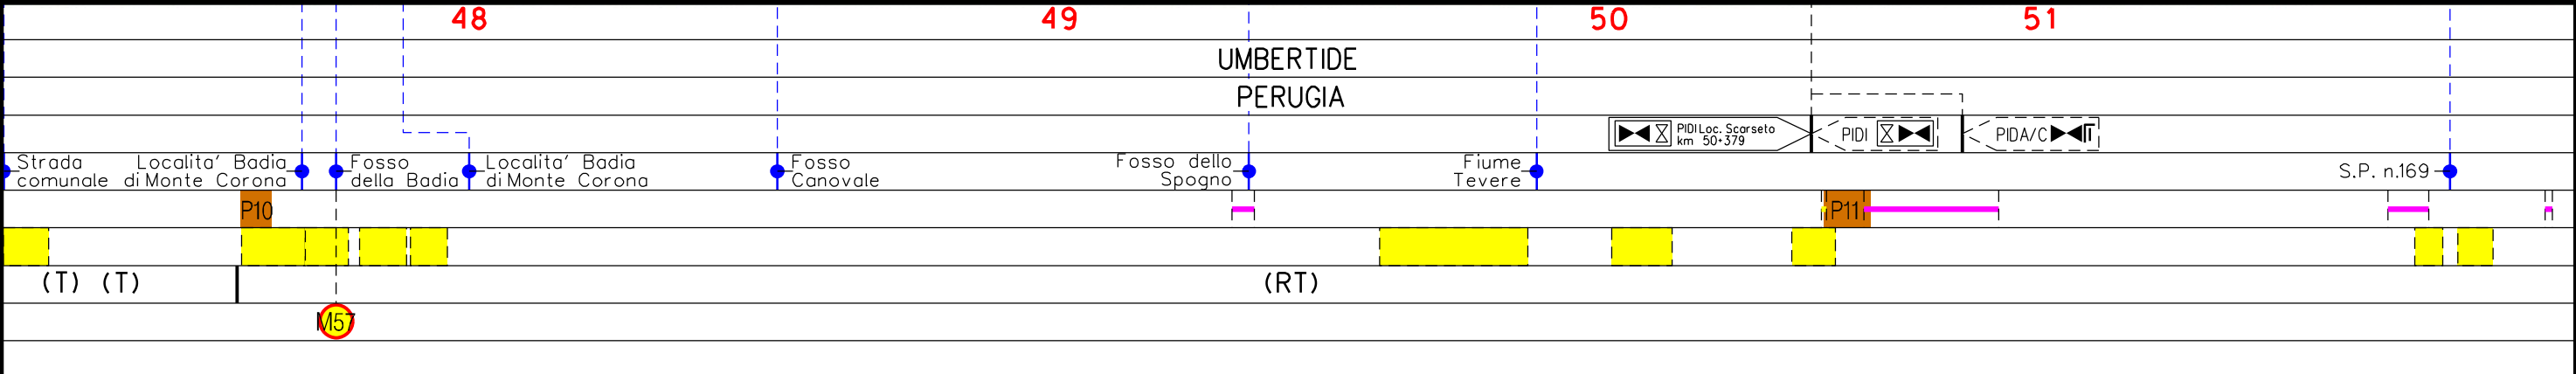 48 49 50 51
UMBERTIDE
PERUGIA
PIDI Loc. Scarseto
km 50+379
PIDI
PIDA/C
Strada
comunale
Localita' Badia
di Monte Corona
Fosso
della Badia
Localita' Badia
di Monte Corona
Fosso
Canovale
Fosso dello
Spogno
Fiume
Tevere
S.P. n.169
P10
P11
(T) (T)
(RT)
M57